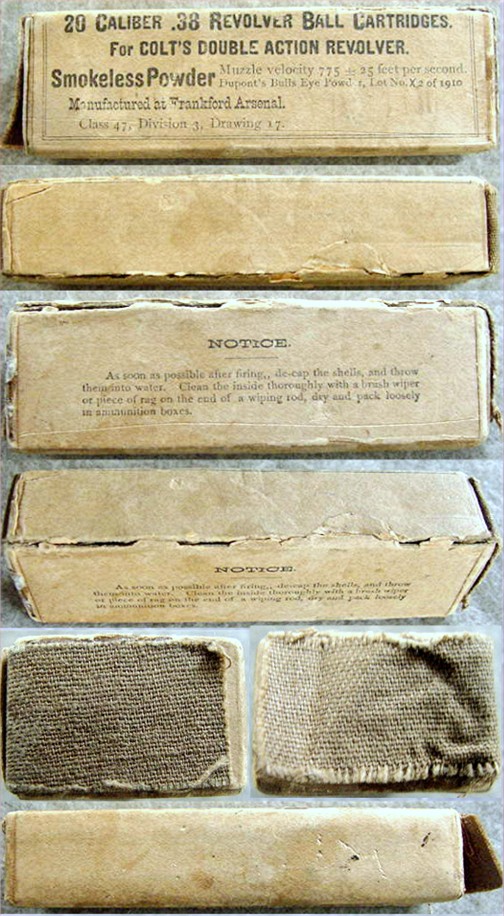 20 CALIBER .38 REVOLVER BALL CARTRIDGES.
FOR COLT'S DOUBLE ACTION REVOLVER.
Smokeless Powder Muzzle velocity 775 ± 25 feet per second.
Dupont's Bulls Eye Powd r, Lot No. X2 of 1910
Manufactured at Frankford Arsenal.
Class 47, Division 3, Drawing 17.
NOTICE.
As soon as possible after firing,, de-cap the shells, and throw
them into water. Clean the inside thoroughly with a brush wiper
or piece of rag on the end of a wiping rod, dry and pack loosely
in ammunition boxes.
NOTICE.
As soon as possible after firing,, de-cap the shells, and throw
them into water. Clean the inside thoroughly with a brush wiper
or piece of rag on the end of a wiping rod, dry and pack loosely
in ammunition boxes.